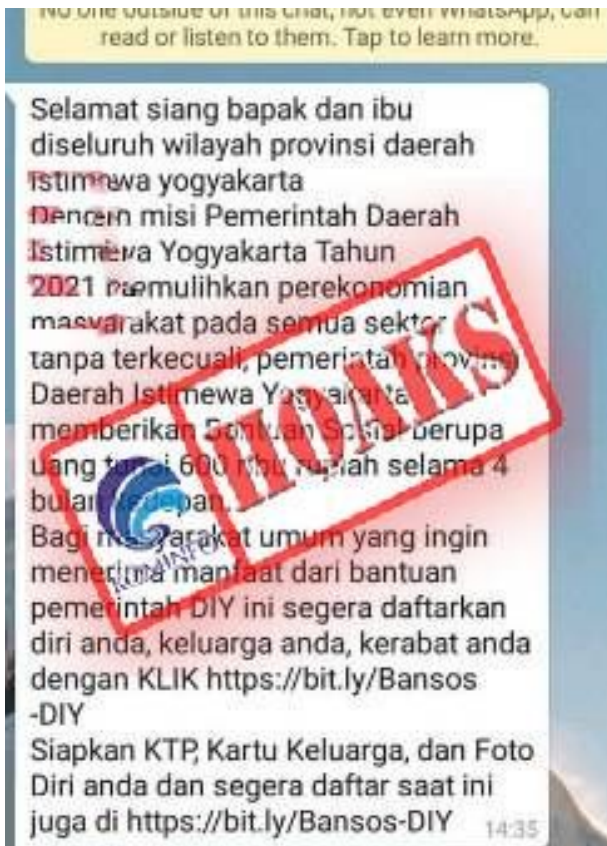 No one outside of this chat, not even WhatsApp, can
read or listen to them. Tap to learn more.
Selamat siang bapak dan ibu
diseluruh wilayah provinsi daerah
istimewa yogyakarta
misi Pemerintah Daerah
Istimewa Yogyakarta Tahun
2021 memulihkan perekonomian
masyarakat pada semua sektor
tanpa terkecuali, pemerintah provinsi
Daerah Istimewa Yogyakarta
memberikan Bantuan Sosial berupa
uang tunai 600 ribu rupiah selama 4
bulan kedepan.
Bagi masyarakat umum yang ingin
menerima manfaat dari bantuan
pemerintah DIY ini segera daftarkan
diri anda, keluarga anda, kerabat anda
dengan KLIK https://bit.ly/Bansos
-DIY
Siapkan KTP, Kartu Keluarga, dan Foto
Diri anda dan segera daftar saat ini
juga di https://bit.ly/Bansos-DIY
14:35
HOAKS
KOMINFO